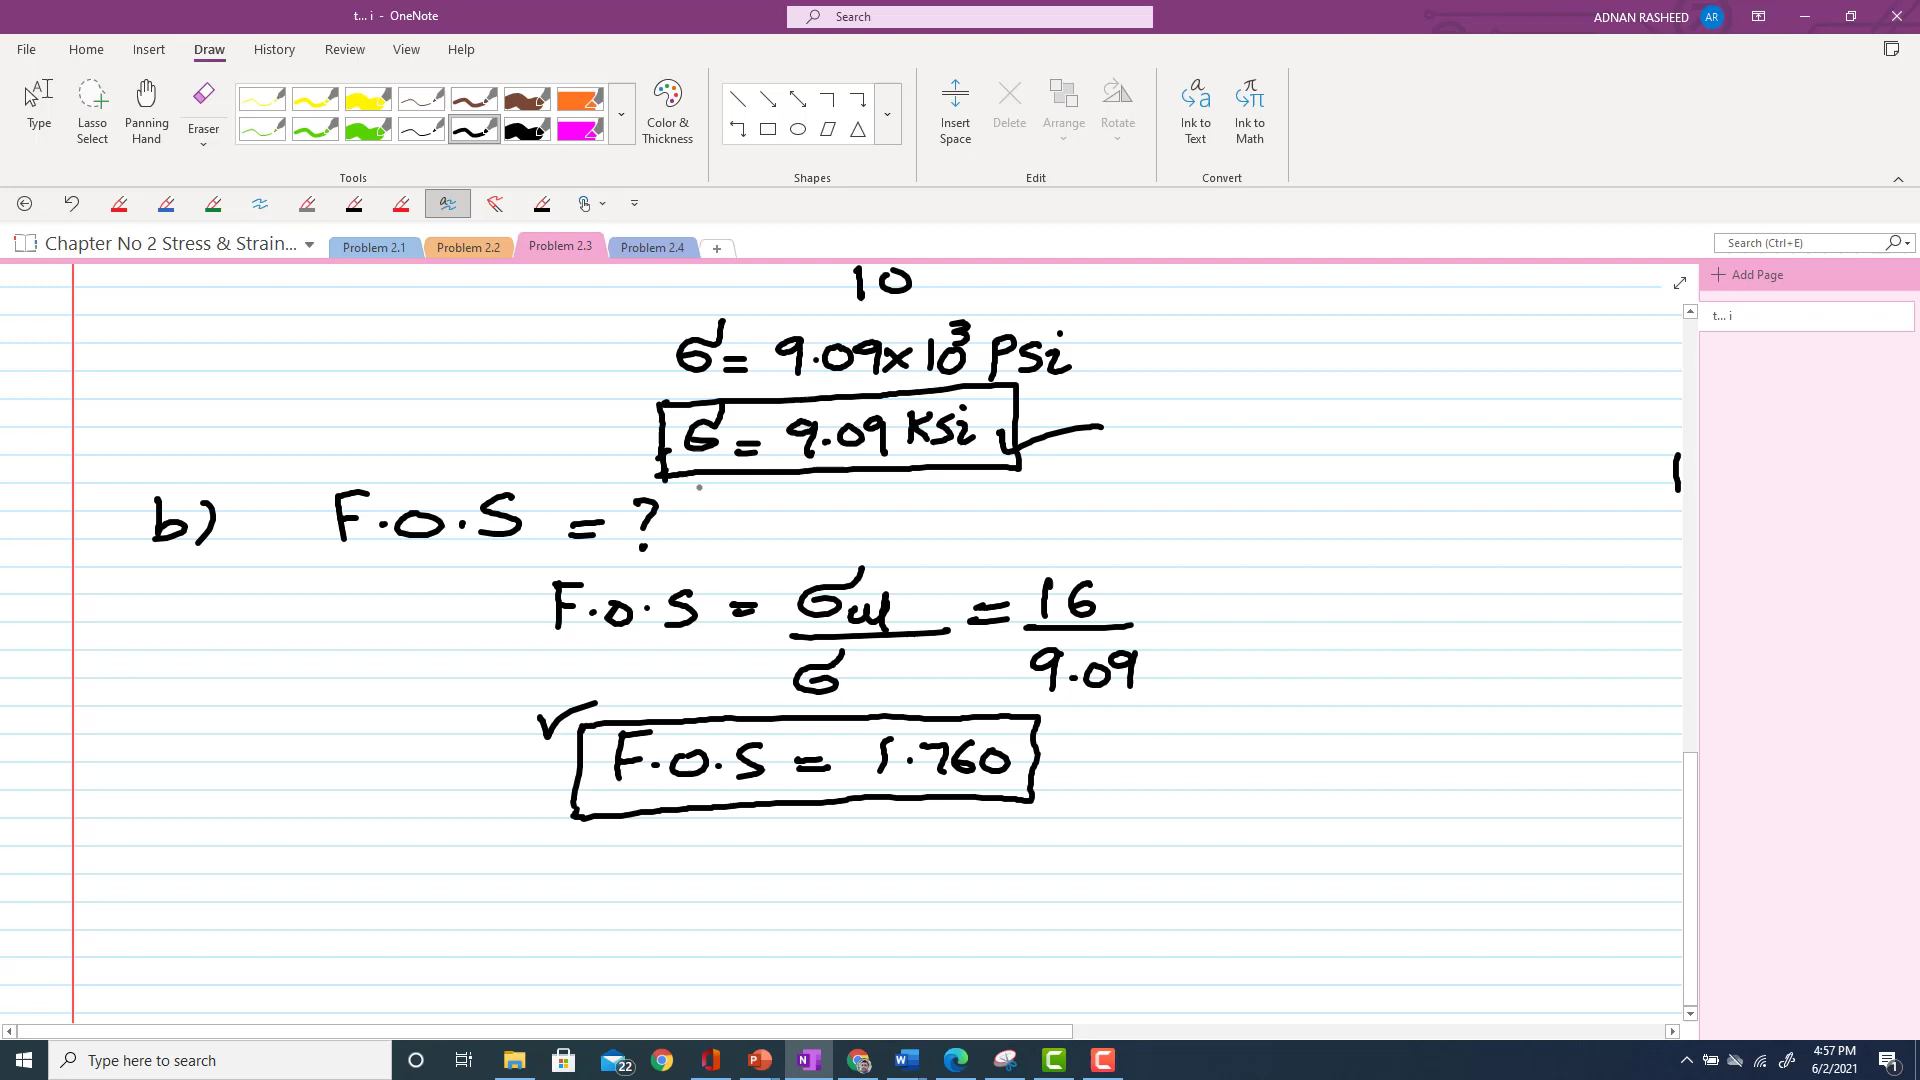 t... i - OneNote
Search
ADNAN RASHEED AR
File Home Insert Draw History Review View Help
Type
Lasso Select
Panning Hand
Eraser
Color & Thickness
Insert Space
Delete
Arrange
Rotate
Ink to Text
Ink to Math
Tools Shapes Edit Convert
Chapter No 2 Stress & Strain... Problem 2.1 Problem 2.2 Problem 2.3 Problem 2.4 +
Search (Ctrl+E)
Add Page
t... i
10
σ = 9.09×10³ Psi
σ = 9.09 Ksi
b) F.O.S = ?
F.O.S = σul / σ = 16 / 9.09
F.O.S = 1.760
Type here to search
22
4:57 PM
6/2/2021
1